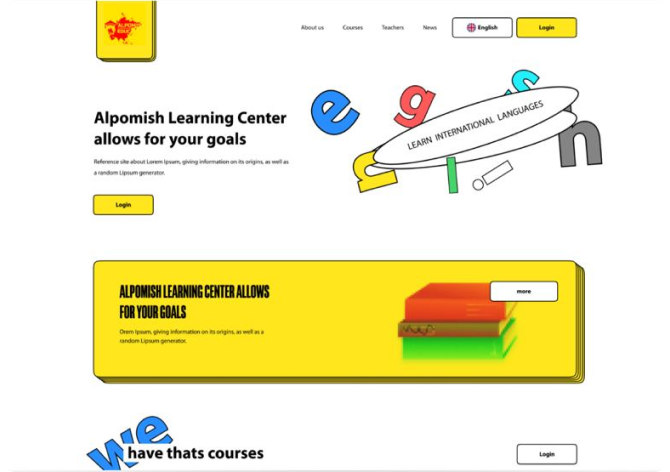 About us
Courses
Teachers
News
English
Login
Alpomish Learning Center
allows for your goals
Reference site about Lorem Ipsum, giving information on its origins, as well as
a random Lipsum generator.
Login
LEARN INTERNATIONAL LANGUAGES
e
g
s
n
l
ALPOMISH LEARNING CENTER ALLOWS
FOR YOUR GOALS
Orem Ipsum, giving information on its origins, as well as a
random Lipsum generator.
more
We
have thats courses
Login